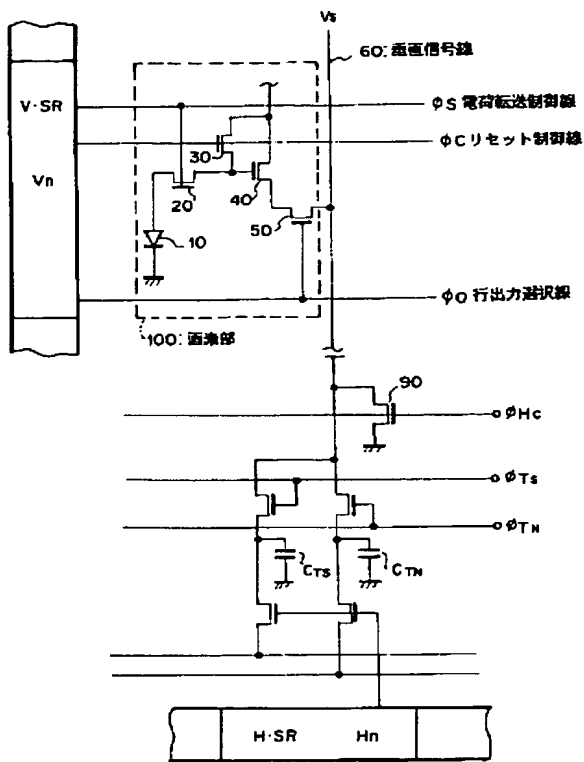 Vs
60:垂直信号線
V·SR
φS 電荷転送制御線
φC リセット制御線
30
Vn
20
40
50
10
φO 行出力選択線
100:画素部
90
φHc
φTs
φTN
CTS
CTN
H·SR
Hn